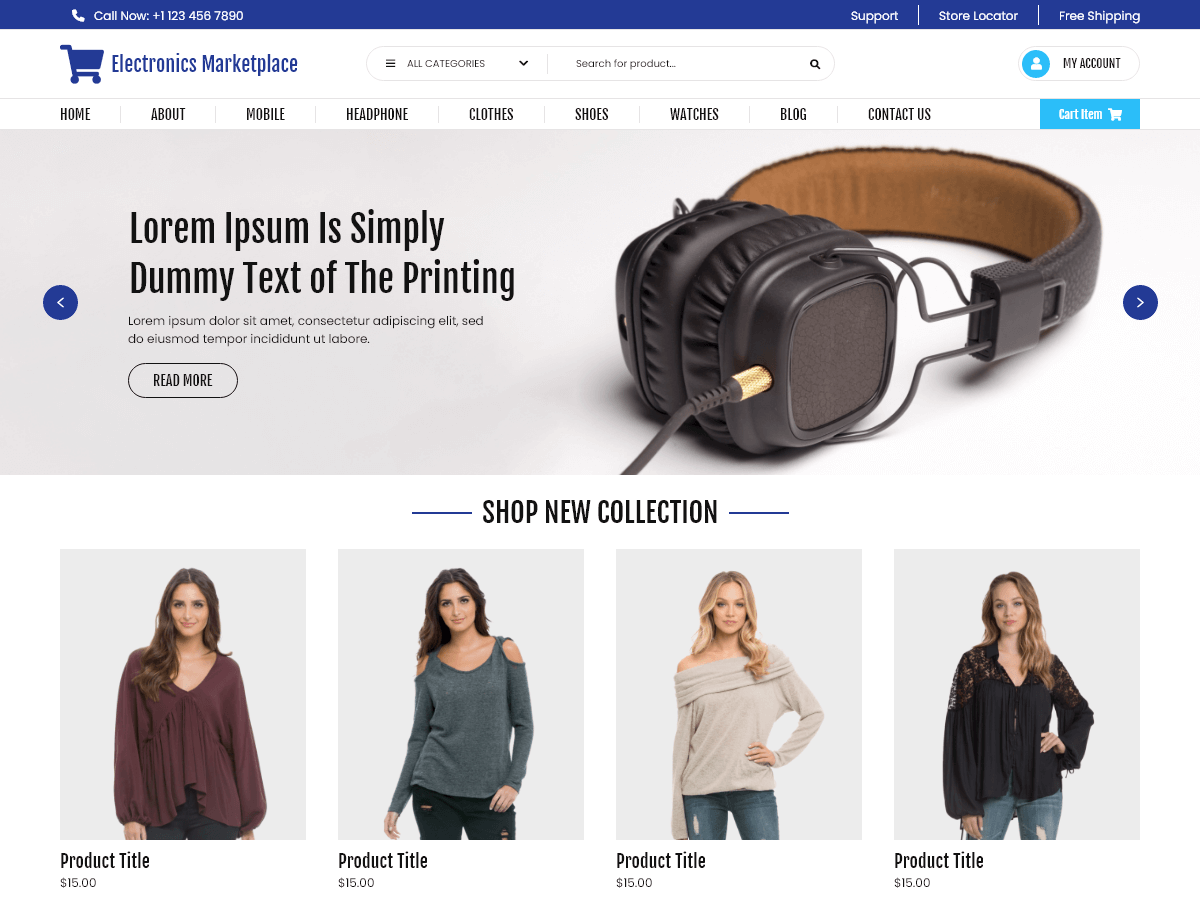 Call Now: +1 123 456 7890
Support
Store Locator
Free Shipping
Electronics Marketplace
ALL CATEGORIES
Search for product...
MY ACCOUNT
HOME
ABOUT
MOBILE
HEADPHONE
CLOTHES
SHOES
WATCHES
BLOG
CONTACT US
Cart Item
Lorem Ipsum Is Simply
Dummy Text of The Printing
Lorem ipsum dolor sit amet, consectetur adipiscing elit, sed
do eiusmod tempor incididunt ut labore.
READ MORE
SHOP NEW COLLECTION
Product Title
$15.00
Product Title
$15.00
Product Title
$15.00
Product Title
$15.00